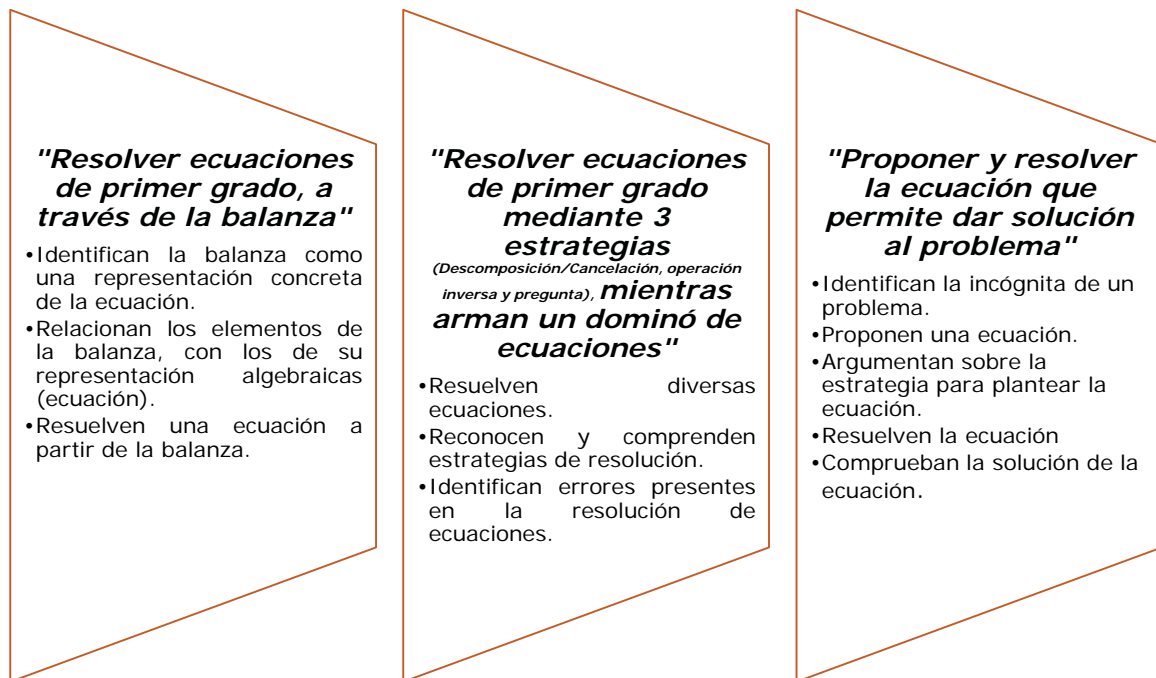 "Resolver ecuaciones
de primer grado, a
través de la balanza"
•Identifican la balanza como
una representación concreta
de la ecuación.
•Relacionan los elementos de
la balanza, con los de su
representación algebraicas
(ecuación).
•Resuelven una ecuación a
partir de la balanza.
"Resolver ecuaciones
de primer grado
mediante 3
estrategias
(Descomposición/Cancelación, operación
inversa y pregunta), mientras
arman un dominó de
ecuaciones"
•Resuelven diversas
ecuaciones.
•Reconocen y comprenden
estrategias de resolución.
•Identifican errores presentes
en la resolución de
ecuaciones.
"Proponer y resolver
la ecuación que
permite dar solución
al problema"
•Identifican la incógnita de un
problema.
•Proponen una ecuación.
•Argumentan sobre la
estrategia para plantear la
ecuación.
•Resuelven la ecuación
•Comprueban la solución de la
ecuación.